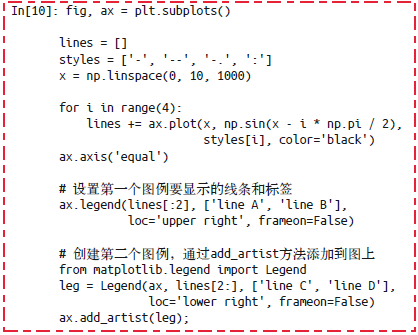 In[10]: fig, ax = plt.subplots()
lines = []
styles = ['-', '--', '-.', ':']
x = np.linspace(0, 10, 1000)
for i in range(4):
lines += ax.plot(x, np.sin(x - i * np.pi / 2),
styles[i], color='black')
ax.axis('equal')
# 设置第一个图例要显示的线条和标签
ax.legend(lines[:2], ['line A', 'line B'],
loc='upper right', frameon=False)
# 创建第二个图例，通过add_artist方法添加到图上
from matplotlib.legend import Legend
leg = Legend(ax, lines[2:], ['line C', 'line D'],
loc='lower right', frameon=False)
ax.add_artist(leg);